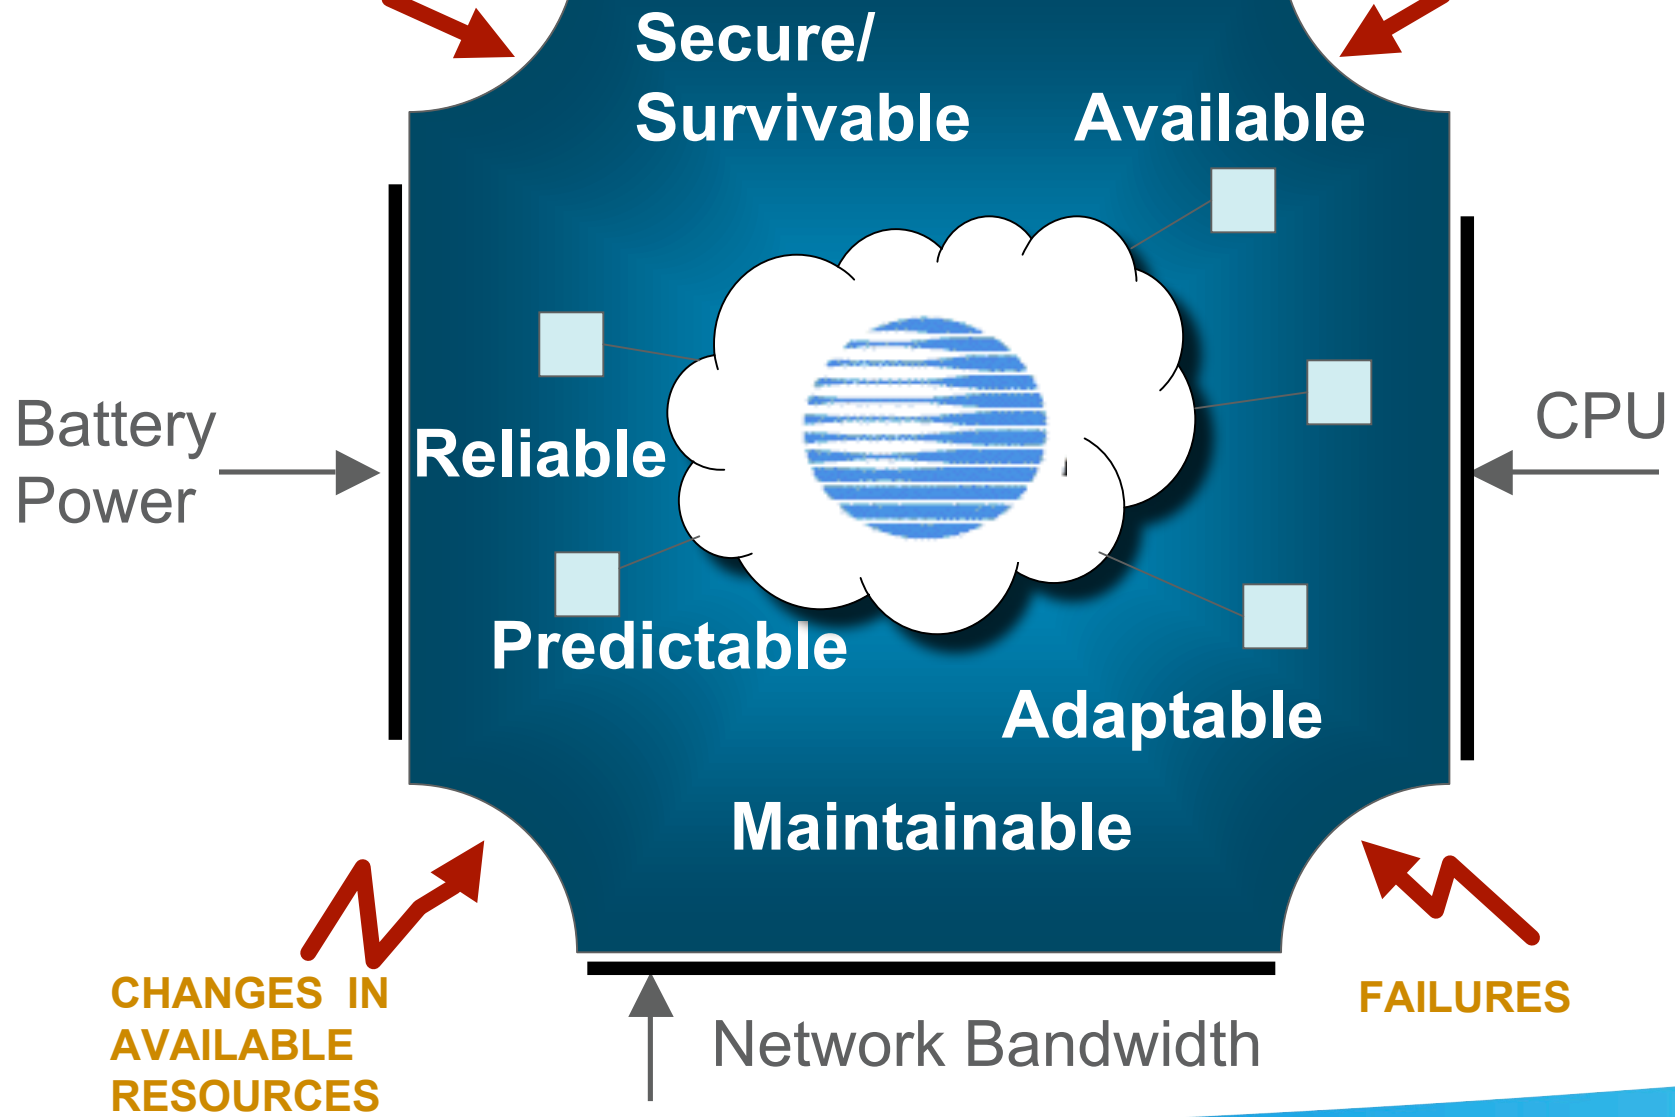 Secure/
Survivable
Available
Battery
Power
Reliable
CPU
Predictable
Adaptable
Maintainable
CHANGES IN
AVAILABLE
RESOURCES
FAILURES
Network Bandwidth